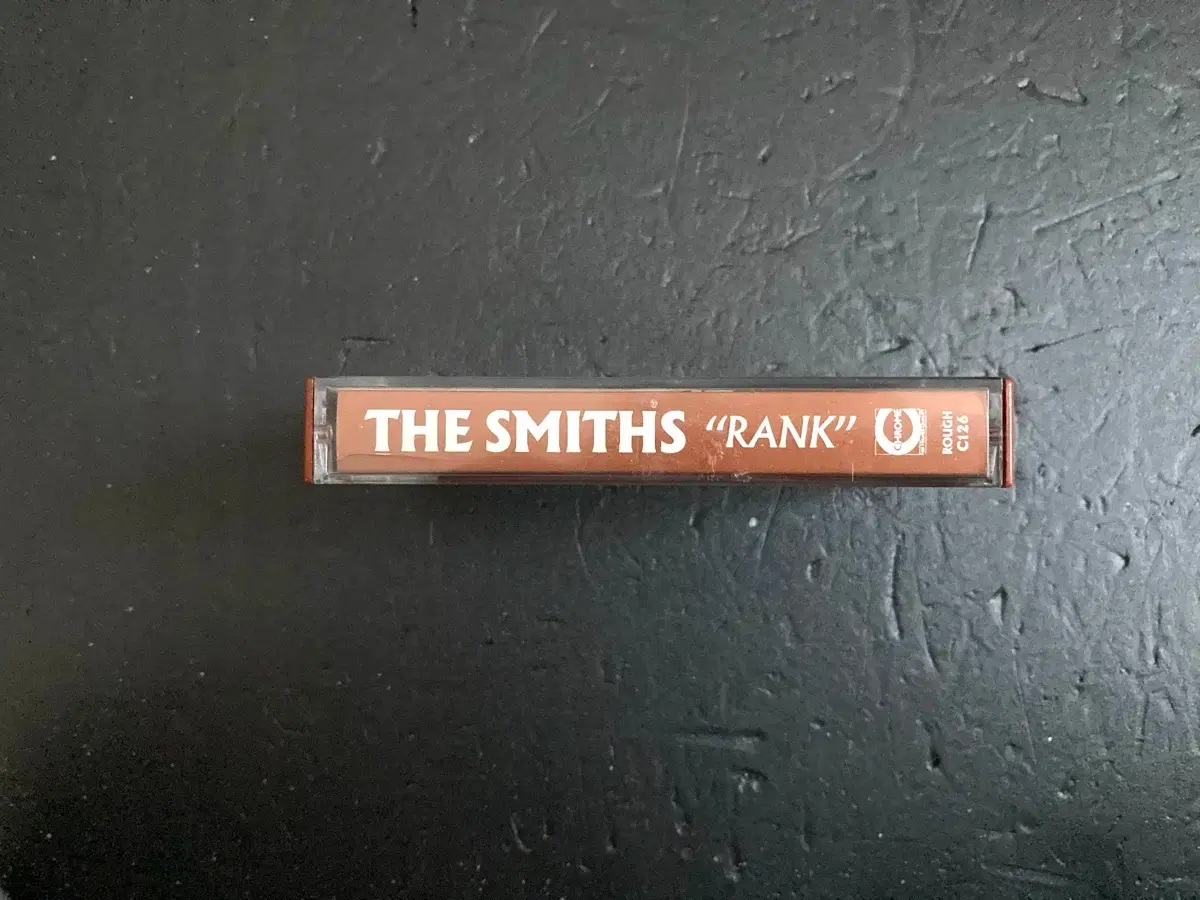 THE SMITHS “RANK”
CHROME
ROUGH
C126